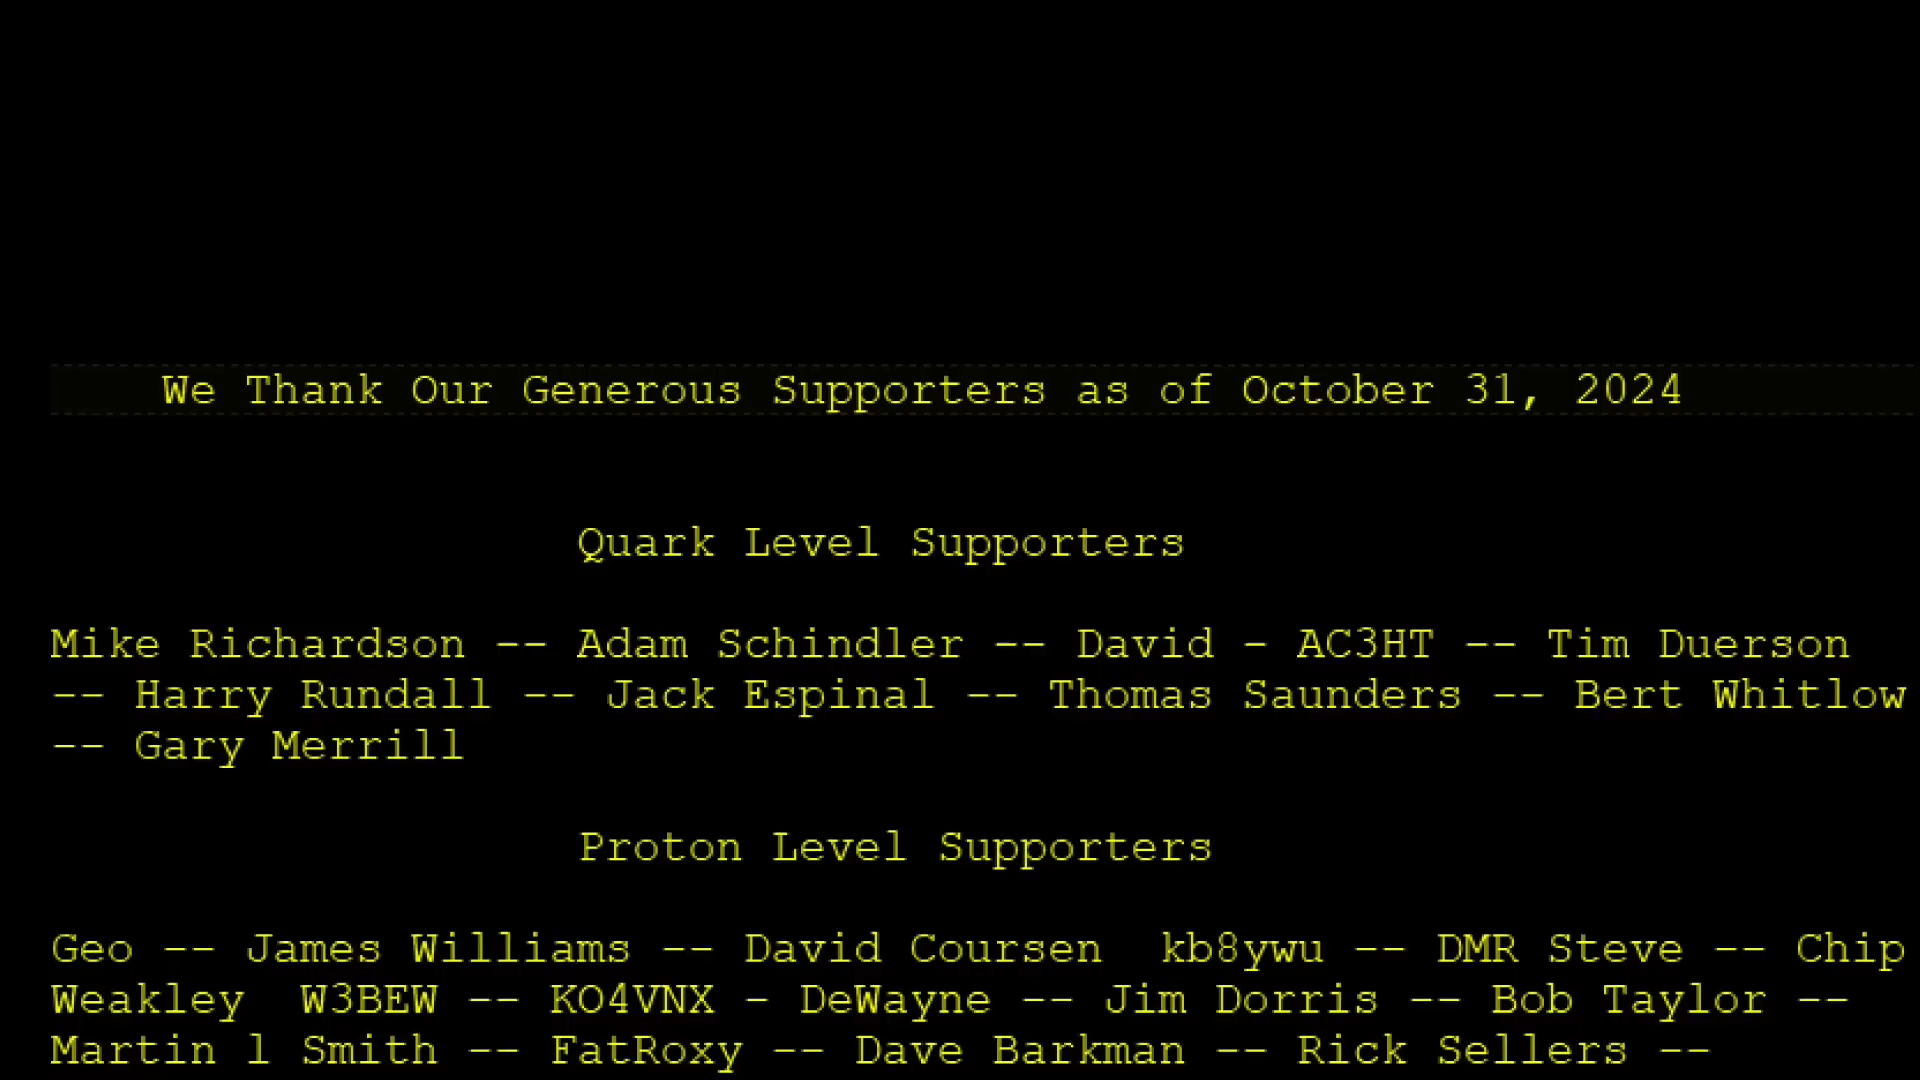 We Thank Our Generous Supporters as of October 31, 2024
Quark Level Supporters
Mike Richardson -- Adam Schindler -- David - AC3HT -- Tim Duerson
-- Harry Rundall -- Jack Espinal -- Thomas Saunders -- Bert Whitlow
-- Gary Merrill
Proton Level Supporters
Geo -- James Williams -- David Coursen  kb8ywu -- DMR Steve -- Chip
Weakley  W3BEW -- KO4VNX - DeWayne -- Jim Dorris -- Bob Taylor --
Martin l Smith -- FatRoxy -- Dave Barkman -- Rick Sellers --